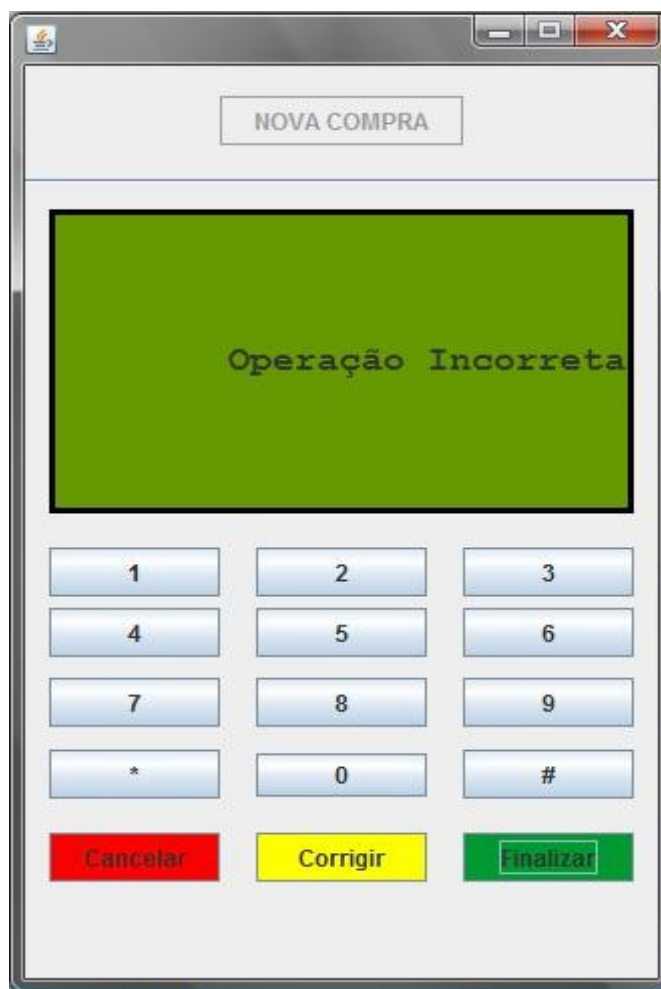 NOVA COMPRA
Operação Incorreta
1 2 3
4 5 6
7 8 9
* 0 #
Cancelar Corrigir Finalizar